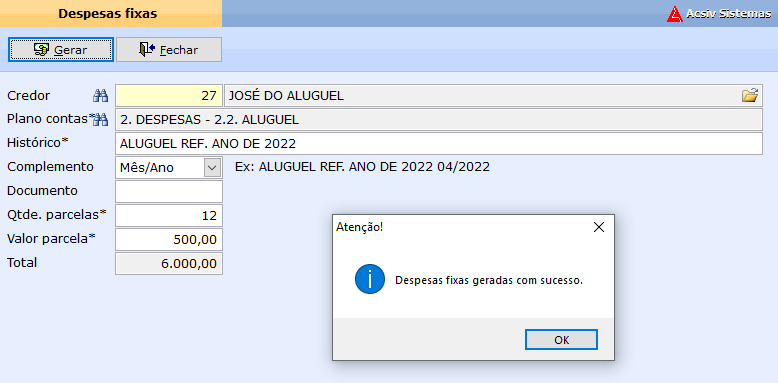 Despesas fixas
Acsiv Sistemas
Gerar
Fechar
Credor 27 JOSÉ DO ALUGUEL
Plano contas* 2. DESPESAS - 2.2. ALUGUEL
Histórico* ALUGUEL REF. ANO DE 2022
Complemento Mês/Ano Ex: ALUGUEL REF. ANO DE 2022 04/2022
Documento
Qtde. parcelas* 12
Valor parcela* 500,00
Total 6.000,00
Atenção!
Despesas fixas geradas com sucesso.
OK